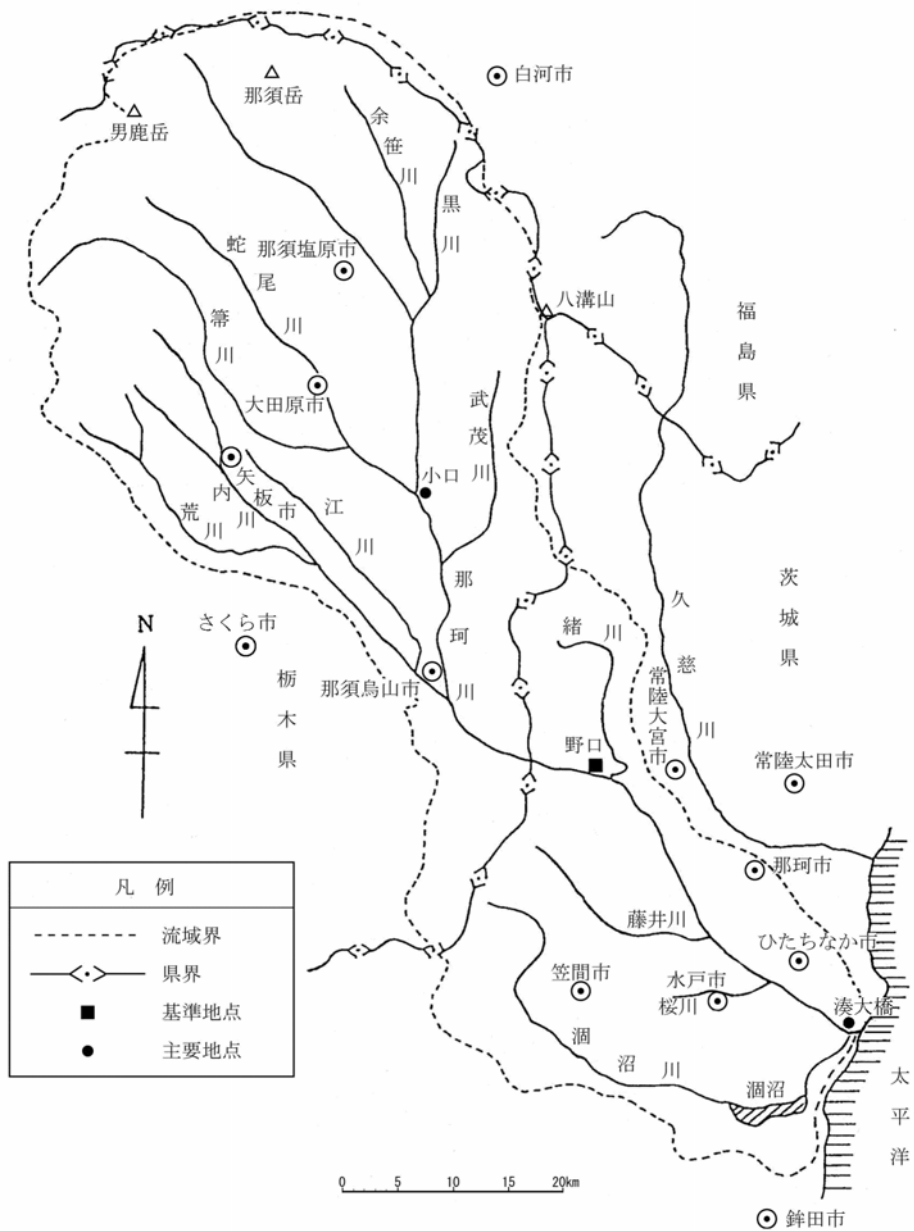 白河市
那須岳
男鹿岳
余笹川
黒川
那須塩原市
蛇尾川
箒川
八溝山
福島県
大田原市
武茂川
小口
矢板市
内川
荒川
江川
那珂川
久慈川
茨城県
緒川
さくら市
N
栃木県
那須烏山市
常陸大宮市
野口
常陸太田市
那珂市
凡 例
流域界
県界
基準地点
主要地点
藤井川
ひたちなか市
笠間市
水戸市
桜川
湊大橋
涸沼川
涸沼
太平洋
0 5 10 20km
鉾田市